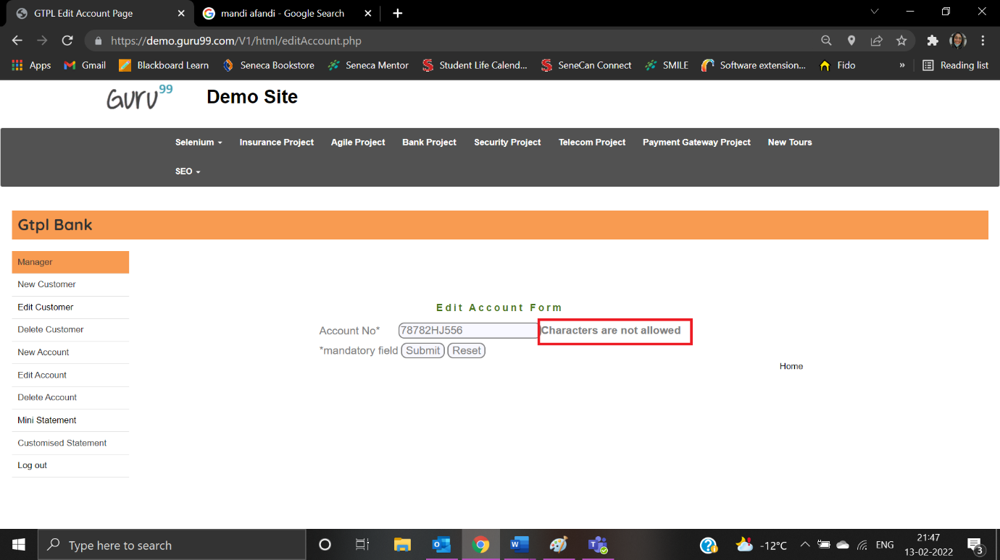 GTPL Edit Account Page
mandi afandi - Google Search
https://demo.guru99.com/V1/html/editAccount.php
Apps Gmail Blackboard Learn Seneca Bookstore Seneca Mentor Student Life Calend... SeneCan Connect SMILE Software extension... Fido » Reading list
Guru99 Demo Site
Selenium Insurance Project Agile Project Bank Project Security Project Telecom Project Payment Gateway Project New Tours
SEO
Gtpl Bank
Manager
New Customer
Edit Customer
Delete Customer
New Account
Edit Account
Delete Account
Mini Statement
Customised Statement
Log out
Edit Account Form
Account No* 78782HJ556 Characters are not allowed
*mandatory field Submit Reset
Home
Type here to search
-12°C ENG
21:47
13-02-2022
3